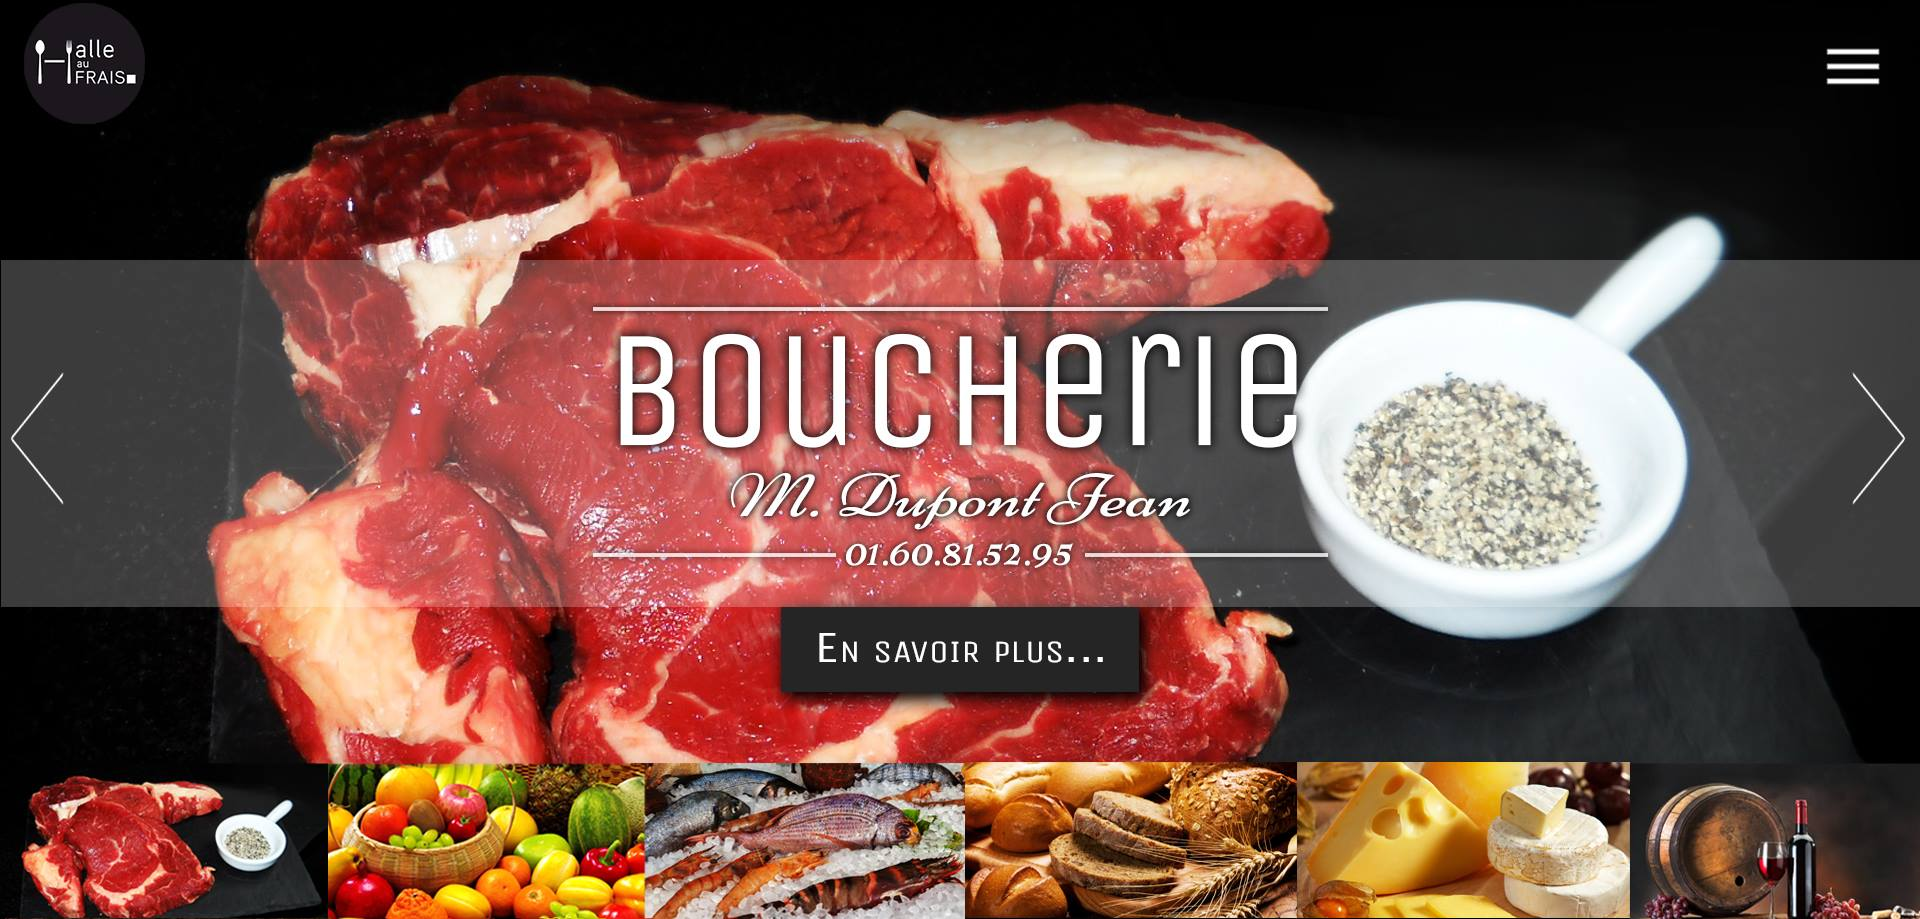 Halle
au
FRAIS
BOUCHERIE
M. Dupont Jean
01.60.81.52.95
En savoir plus...